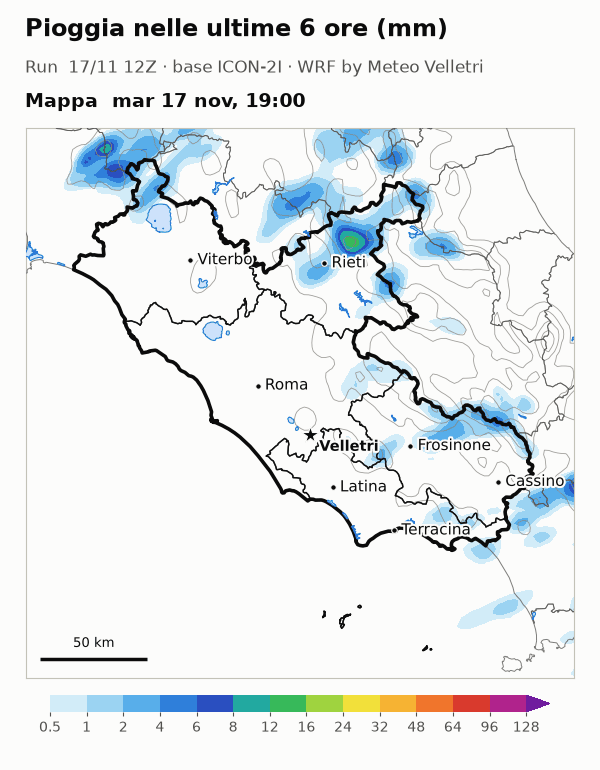 Pioggia nelle ultime 6 ore (mm)
Run 17/11 12Z · base ICON-2I · WRF by Meteo Velletri
Mappa mar 17 nov, 19:00
Viterbo
Rieti
Roma
Velletri
Frosinone
Latina
Cassino
Terracina
50 km
0.5 1 2 4 6 8 12 16 24 32 48 64 96 128